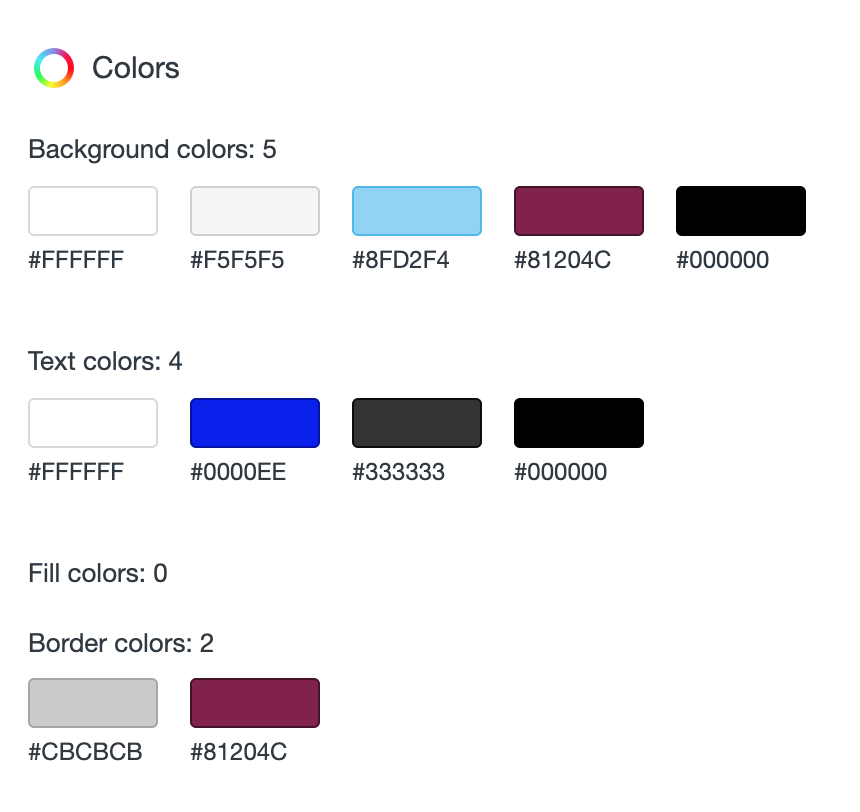 Colors
Background colors: 5
#FFFFFF #F5F5F5 #8FD2F4 #81204C #000000
Text colors: 4
#FFFFFF #0000EE #333333 #000000
Fill colors: 0
Border colors: 2
#CBCBCB #81204C